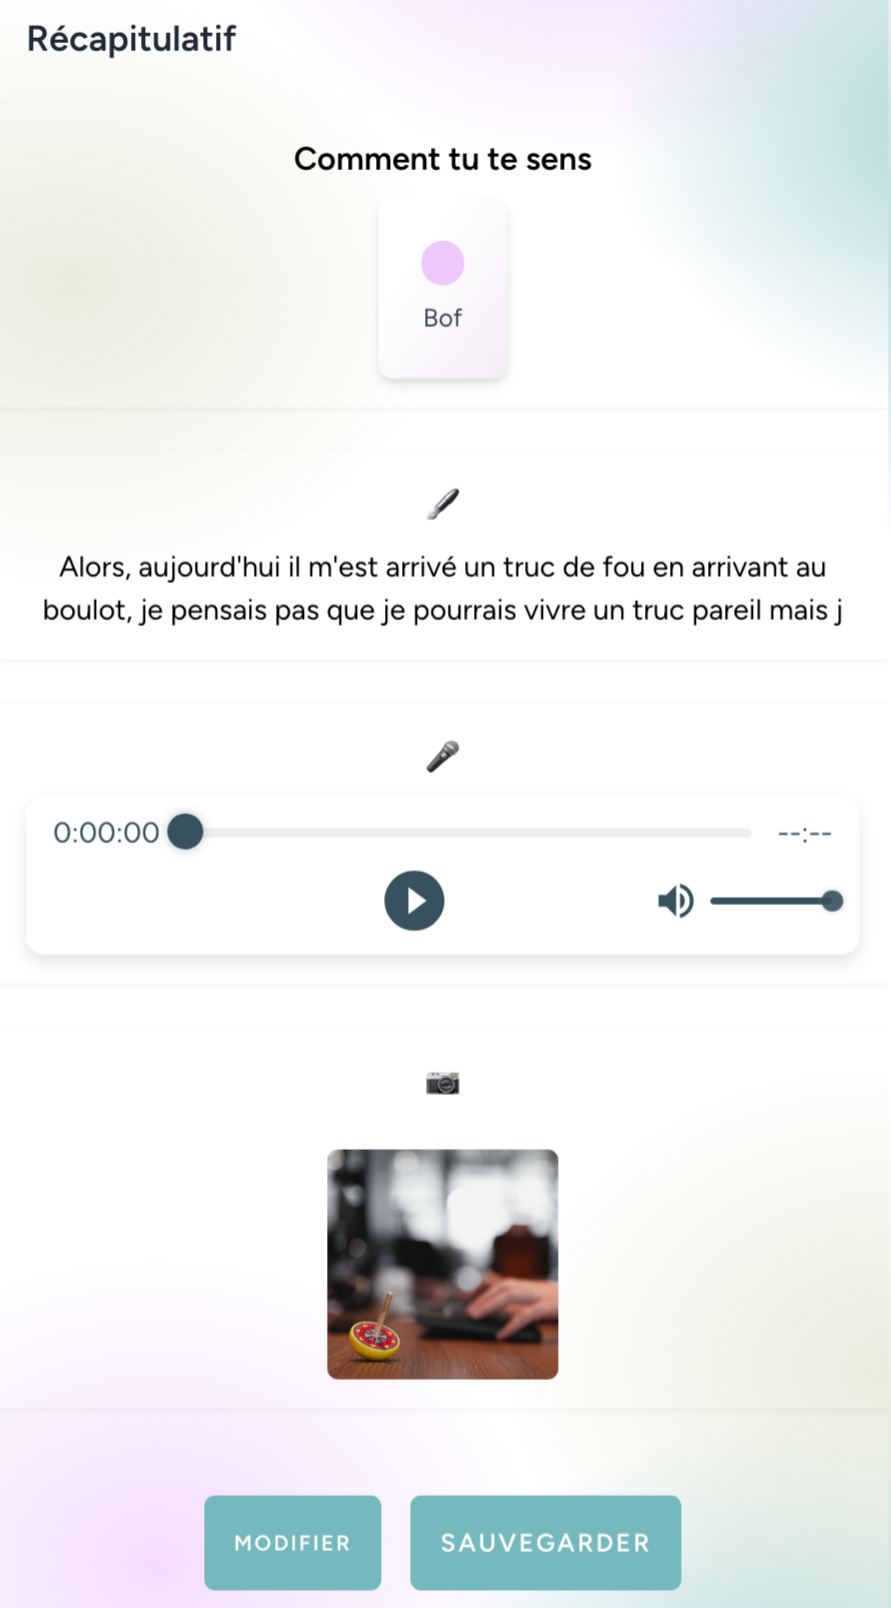 Récapitulatif
Comment tu te sens
Bof
Alors, aujourd'hui il m'est arrivé un truc de fou en arrivant au
boulot, je pensais pas que je pourrais vivre un truc pareil mais j
0:00:00 --:--
MODIFIER SAUVEGARDER